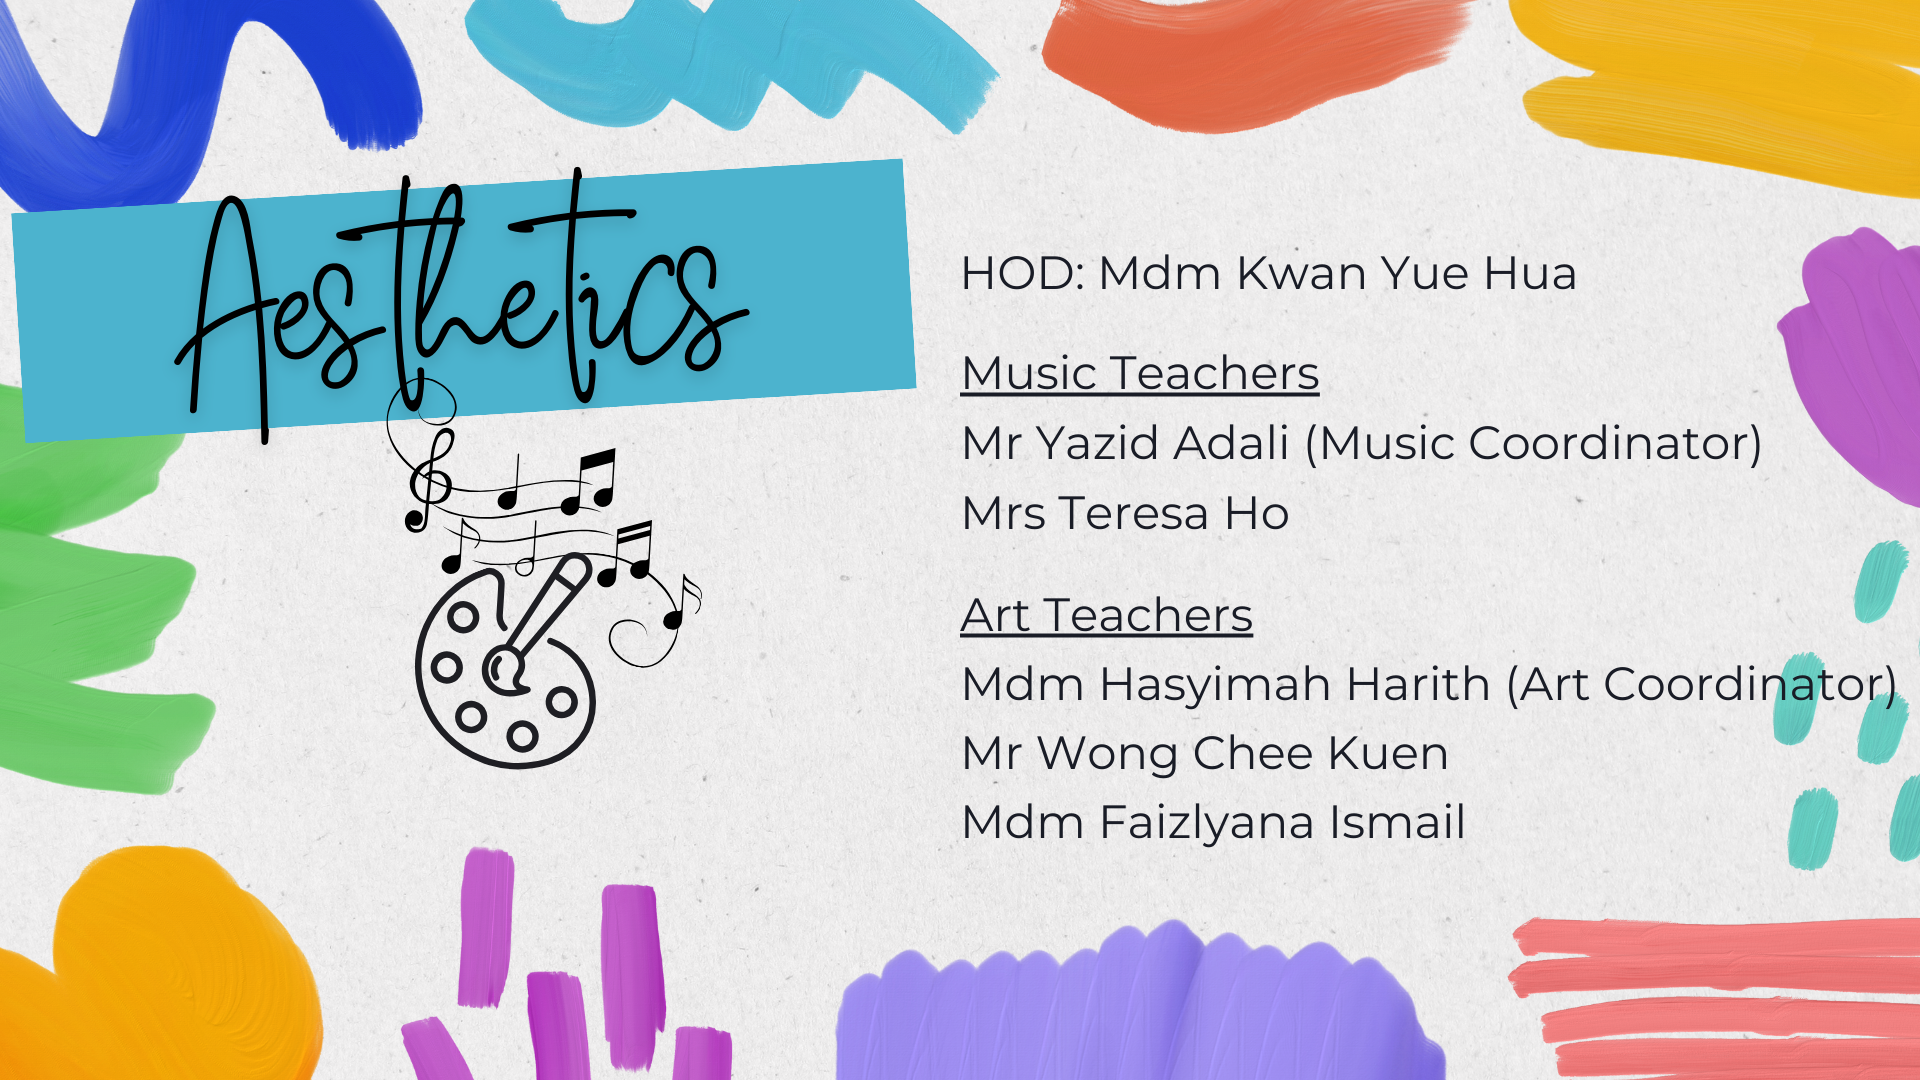 Aesthetics
HOD: Mdm Kwan Yue Hua
Music Teachers
Mr Yazid Adali (Music Coordinator)
Mrs Teresa Ho
Art Teachers
Mdm Hasyimah Harith (Art Coordinator)
Mr Wong Chee Kuen
Mdm Faizlyana Ismail